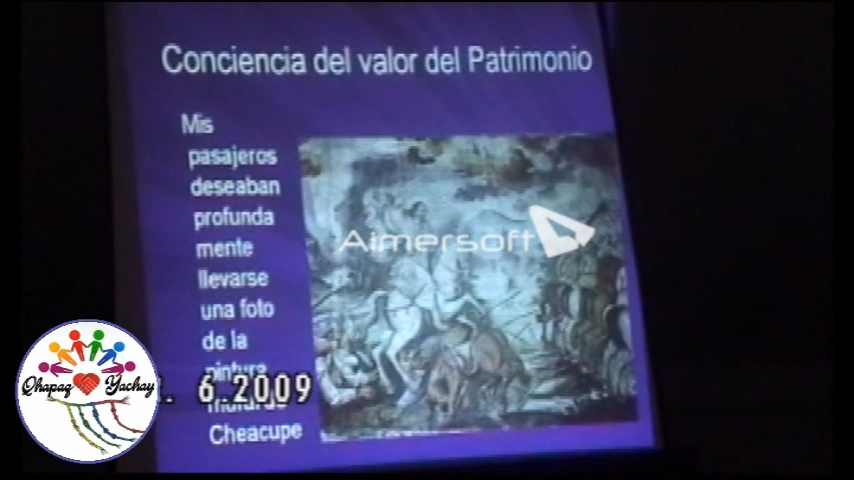 Conciencia del valor del Patrimonio
Mis
pasajeros
deseaban
profunda
mente
llevarse
una foto
de la
pintura
Cheacupe
Aimersoft
Qhapaq Yachay
. 6.2009